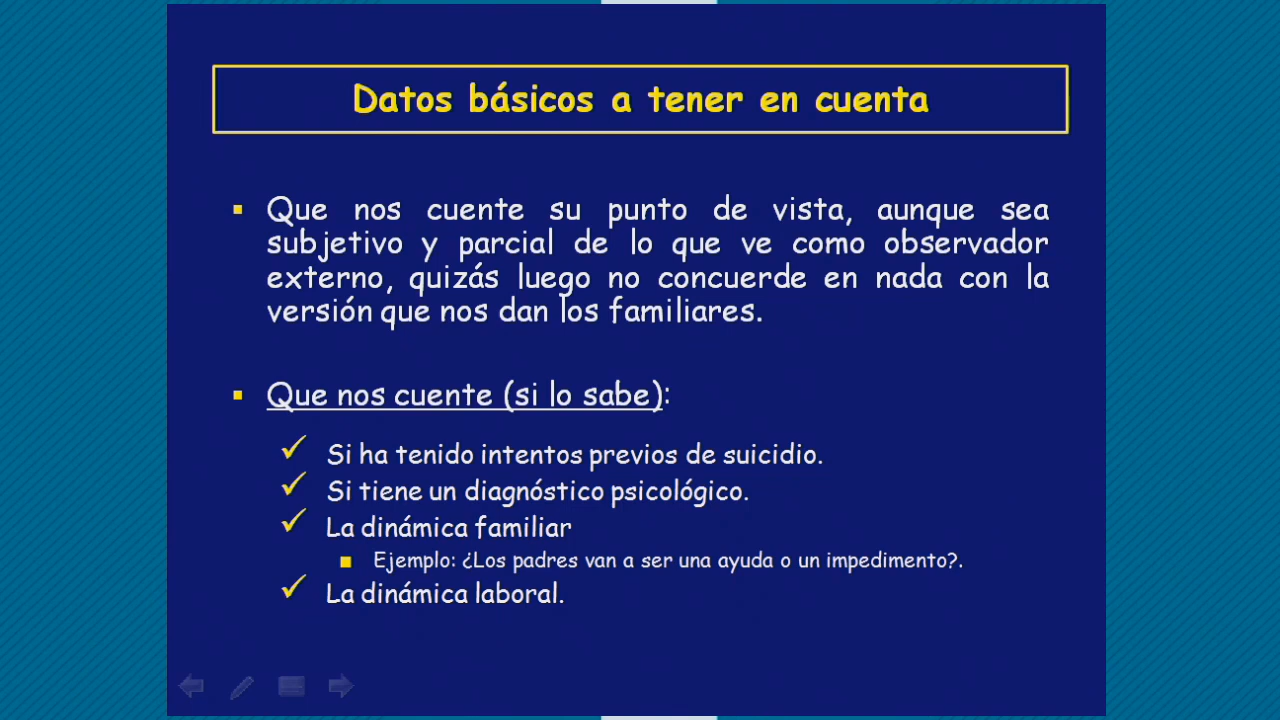 Datos básicos a tener en cuenta
Que nos cuente su punto de vista, aunque sea
subjetivo y parcial de lo que ve como observador
externo, quizás luego no concuerde en nada con la
versión que nos dan los familiares.
Que nos cuente (si lo sabe):
Si ha tenido intentos previos de suicidio.
Si tiene un diagnóstico psicológico.
La dinámica familiar
Ejemplo: ¿Los padres van a ser una ayuda o un impedimento?.
La dinámica laboral.